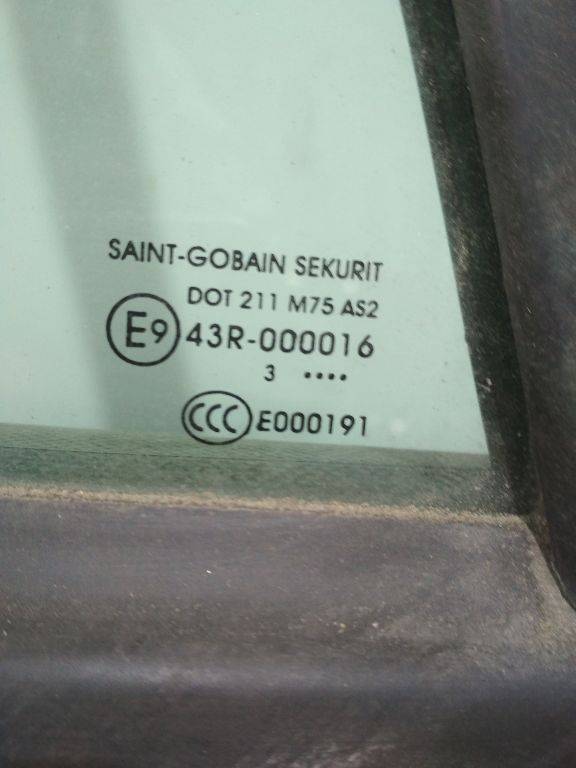 SAINT-GOBAIN SEKURIT
DOT 211 M75 AS2
E9 43R-000016
3 ••••
CCC E000191